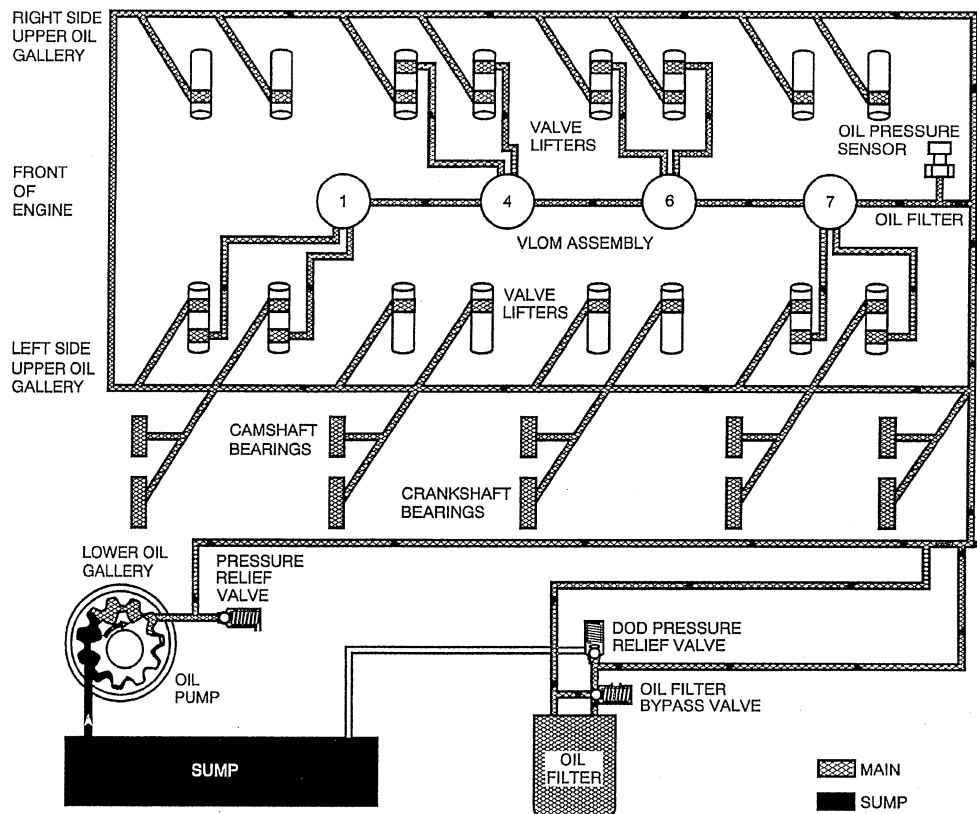 RIGHT SIDE
UPPER OIL
GALLERY
VALVE
LIFTERS
OIL PRESSURE
SENSOR
FRONT
OF
ENGINE
1
4
6
7
OIL FILTER
VLOM ASSEMBLY
VALVE
LIFTERS
LEFT SIDE
UPPER OIL
GALLERY
CAMSHAFT
BEARINGS
CRANKSHAFT
BEARINGS
LOWER OIL
GALLERY
PRESSURE
RELIEF
VALVE
OIL
PUMP
DOD PRESSURE
RELIEF VALVE
OIL FILTER
BYPASS VALVE
SUMP
OIL
FILTER
MAIN
SUMP